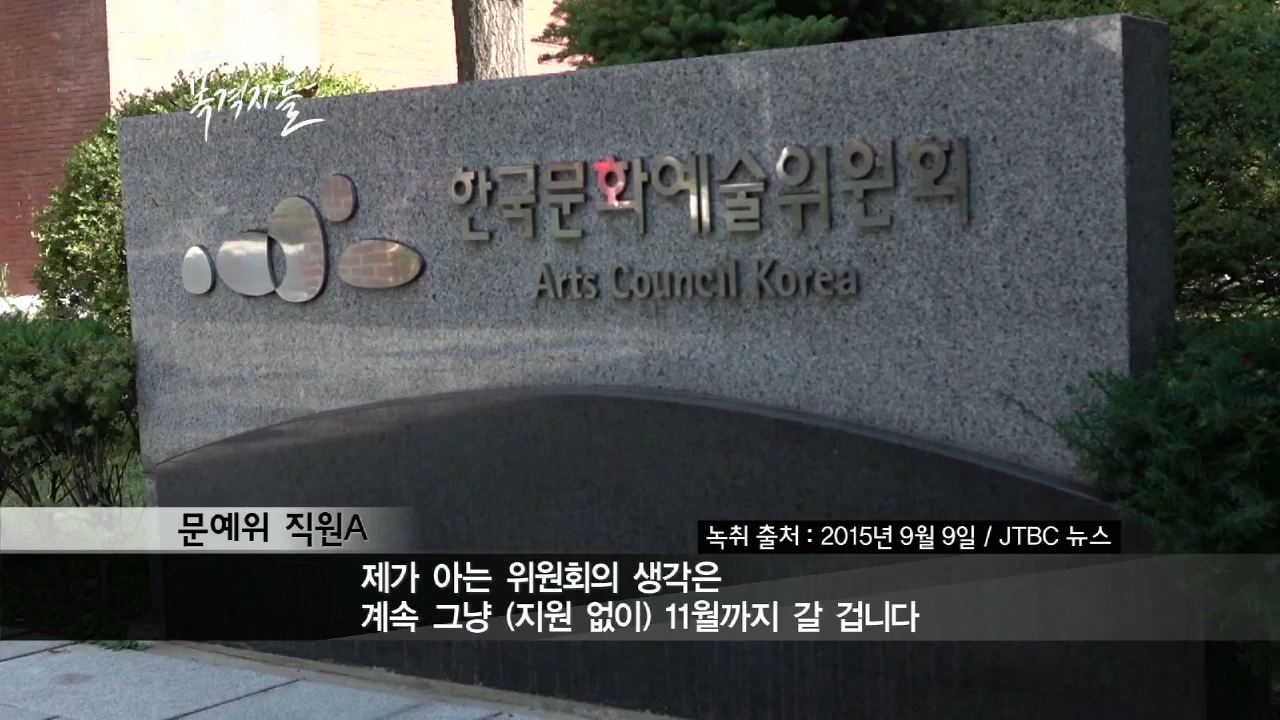 목격자들
한국문화예술위원회
Arts Council Korea
문예위 직원A
녹취 출처 : 2015년 9월 9일 / JTBC 뉴스
제가 아는 위원회의 생각은
계속 그냥 (지원 없이) 11월까지 갈 겁니다